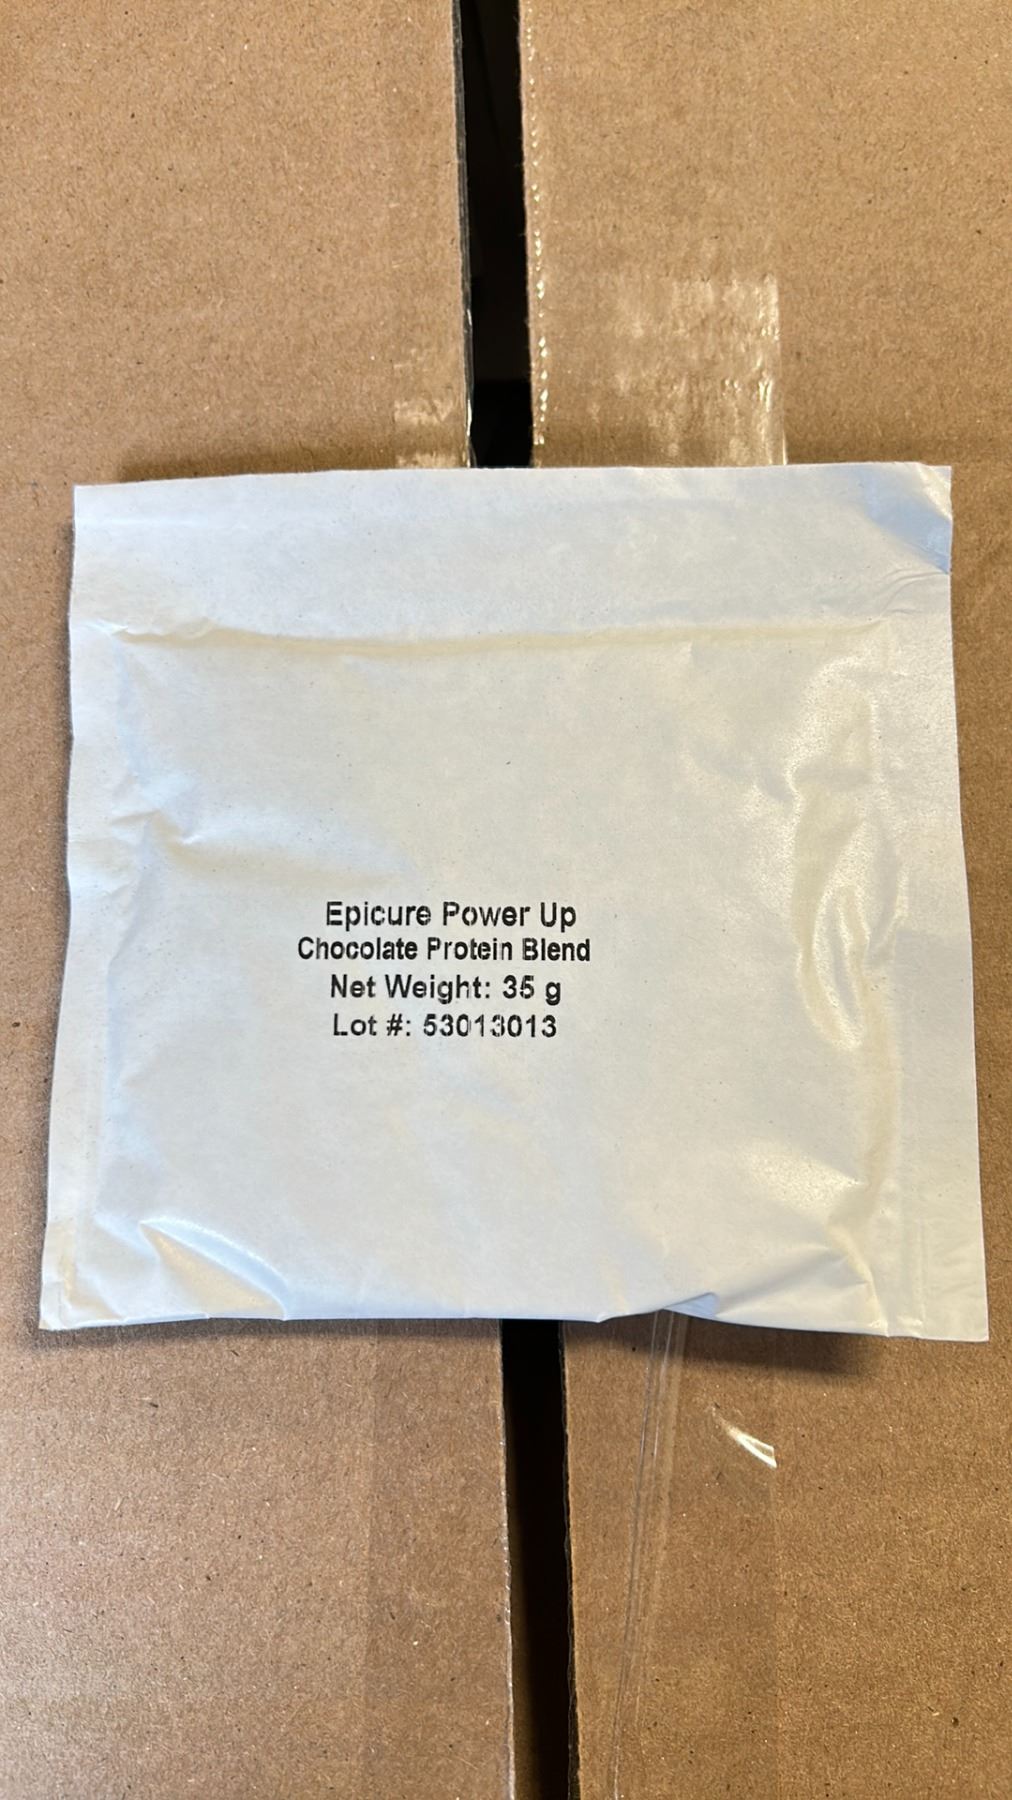 Epicure Power Up
Chocolate Protein Blend
Net Weight: 35 g
Lot #: 53013013